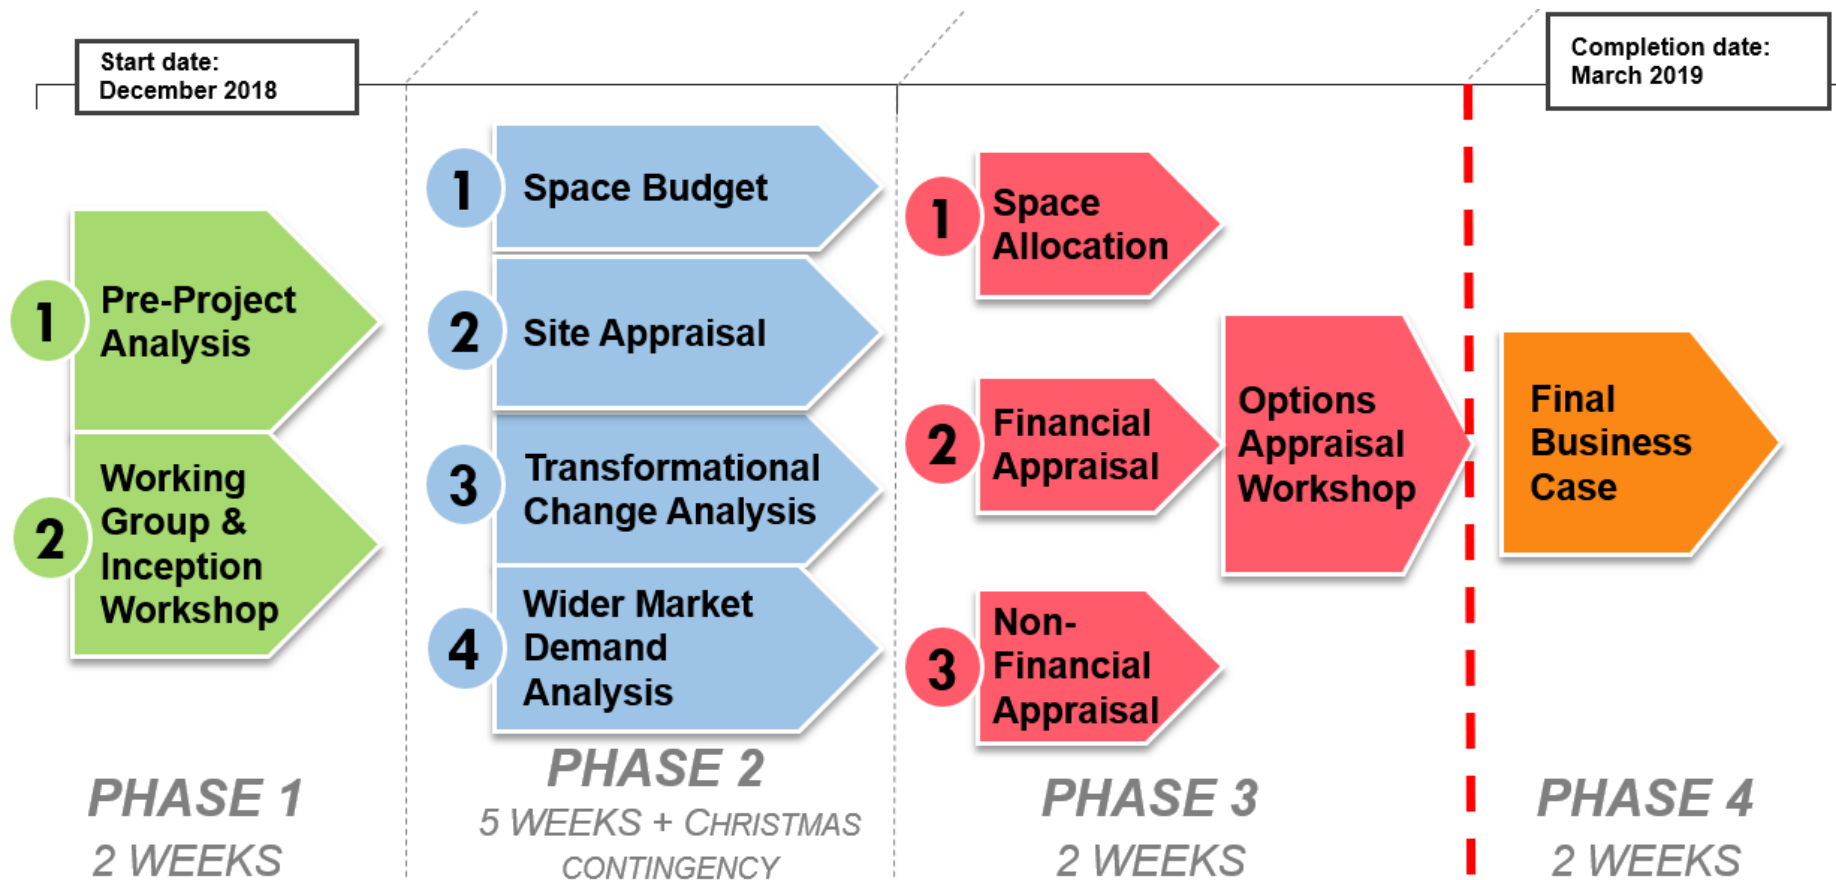 Start date:
December 2018
Completion date:
March 2019
1
Pre-Project
Analysis
2
Working
Group &
Inception
Workshop
PHASE 1
2 WEEKS
1
Space Budget
2
Site Appraisal
3
Transformational
Change Analysis
4
Wider Market
Demand
Analysis
PHASE 2
5 WEEKS + CHRISTMAS
CONTINGENCY
1
Space
Allocation
2
Financial
Appraisal
3
Non-
Financial
Appraisal
Options
Appraisal
Workshop
PHASE 3
2 WEEKS
Final
Business
Case
PHASE 4
2 WEEKS